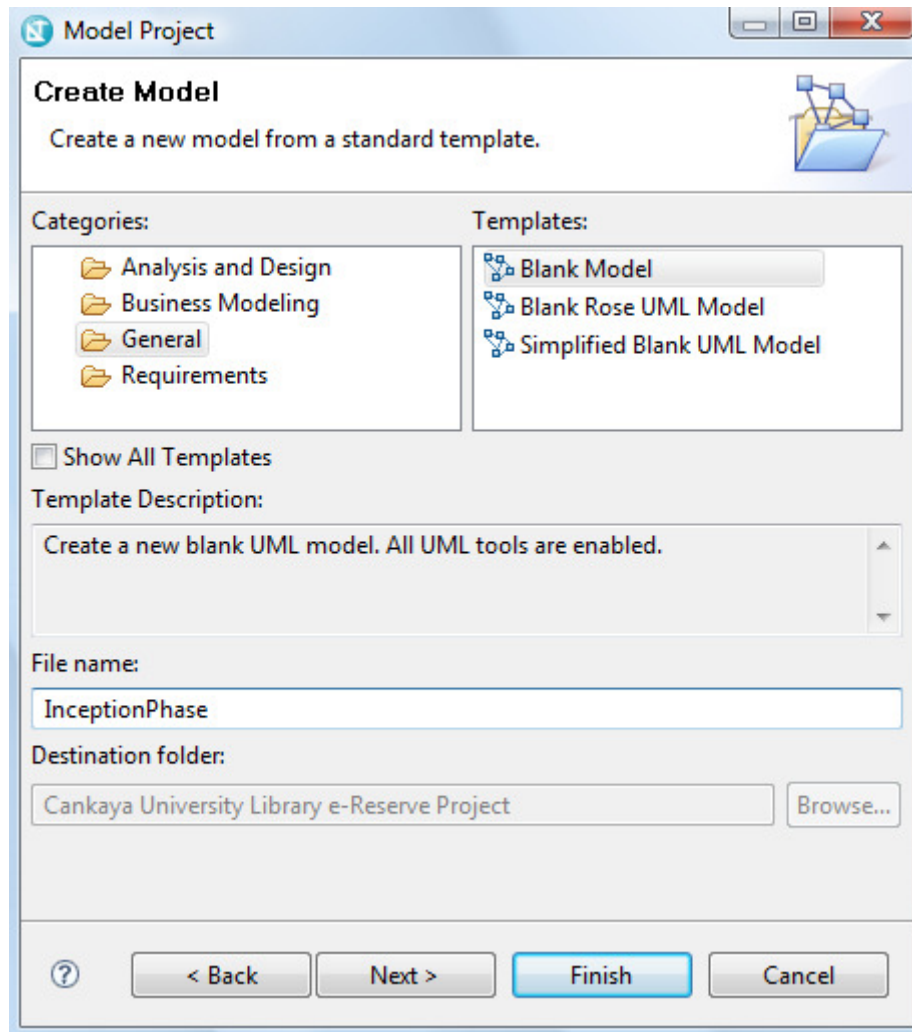 Model Project
Create Model
Create a new model from a standard template.
Categories:
Analysis and Design
Business Modeling
General
Requirements
Templates:
Blank Model
Blank Rose UML Model
Simplified Blank UML Model
Show All Templates
Template Description:
Create a new blank UML model. All UML tools are enabled.
File name:
InceptionPhase
Destination folder:
Cankaya University Library e-Reserve Project
Browse...
?
< Back
Next >
Finish
Cancel